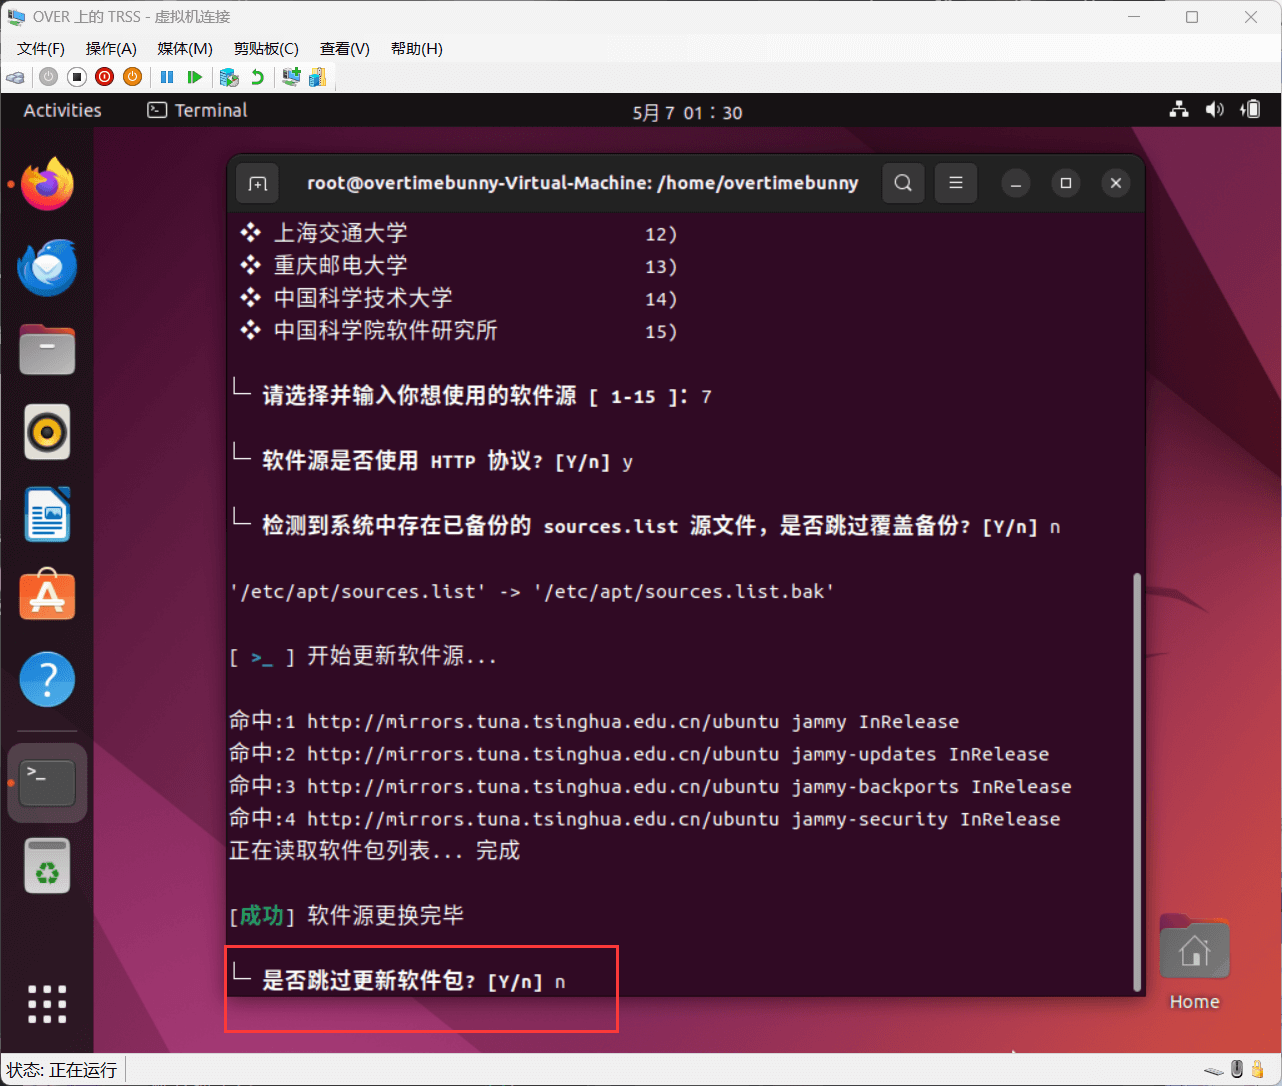 OVER 上的 TRSS - 虚拟机连接
文件(F) 操作(A) 媒体(M) 剪贴板(C) 查看(V) 帮助(H)
Activities Terminal 5月 7 01：30
root@overtimebunny-Virtual-Machine: /home/overtimebunny
❖ 上海交通大学 12)
❖ 重庆邮电大学 13)
❖ 中国科学技术大学 14)
❖ 中国科学院软件研究所 15)
└─ 请选择并输入你想使用的软件源 [ 1-15 ]：7
└─ 软件源是否使用 HTTP 协议? [Y/n] y
└─ 检测到系统中存在已备份的 sources.list 源文件，是否跳过覆盖备份? [Y/n] n
'/etc/apt/sources.list' -> '/etc/apt/sources.list.bak'
[ >_ ] 开始更新软件源...
命中:1 http://mirrors.tuna.tsinghua.edu.cn/ubuntu jammy InRelease
命中:2 http://mirrors.tuna.tsinghua.edu.cn/ubuntu jammy-updates InRelease
命中:3 http://mirrors.tuna.tsinghua.edu.cn/ubuntu jammy-backports InRelease
命中:4 http://mirrors.tuna.tsinghua.edu.cn/ubuntu jammy-security InRelease
正在读取软件包列表... 完成
[成功] 软件源更换完毕
└─ 是否跳过更新软件包? [Y/n] n
Home
状态: 正在运行